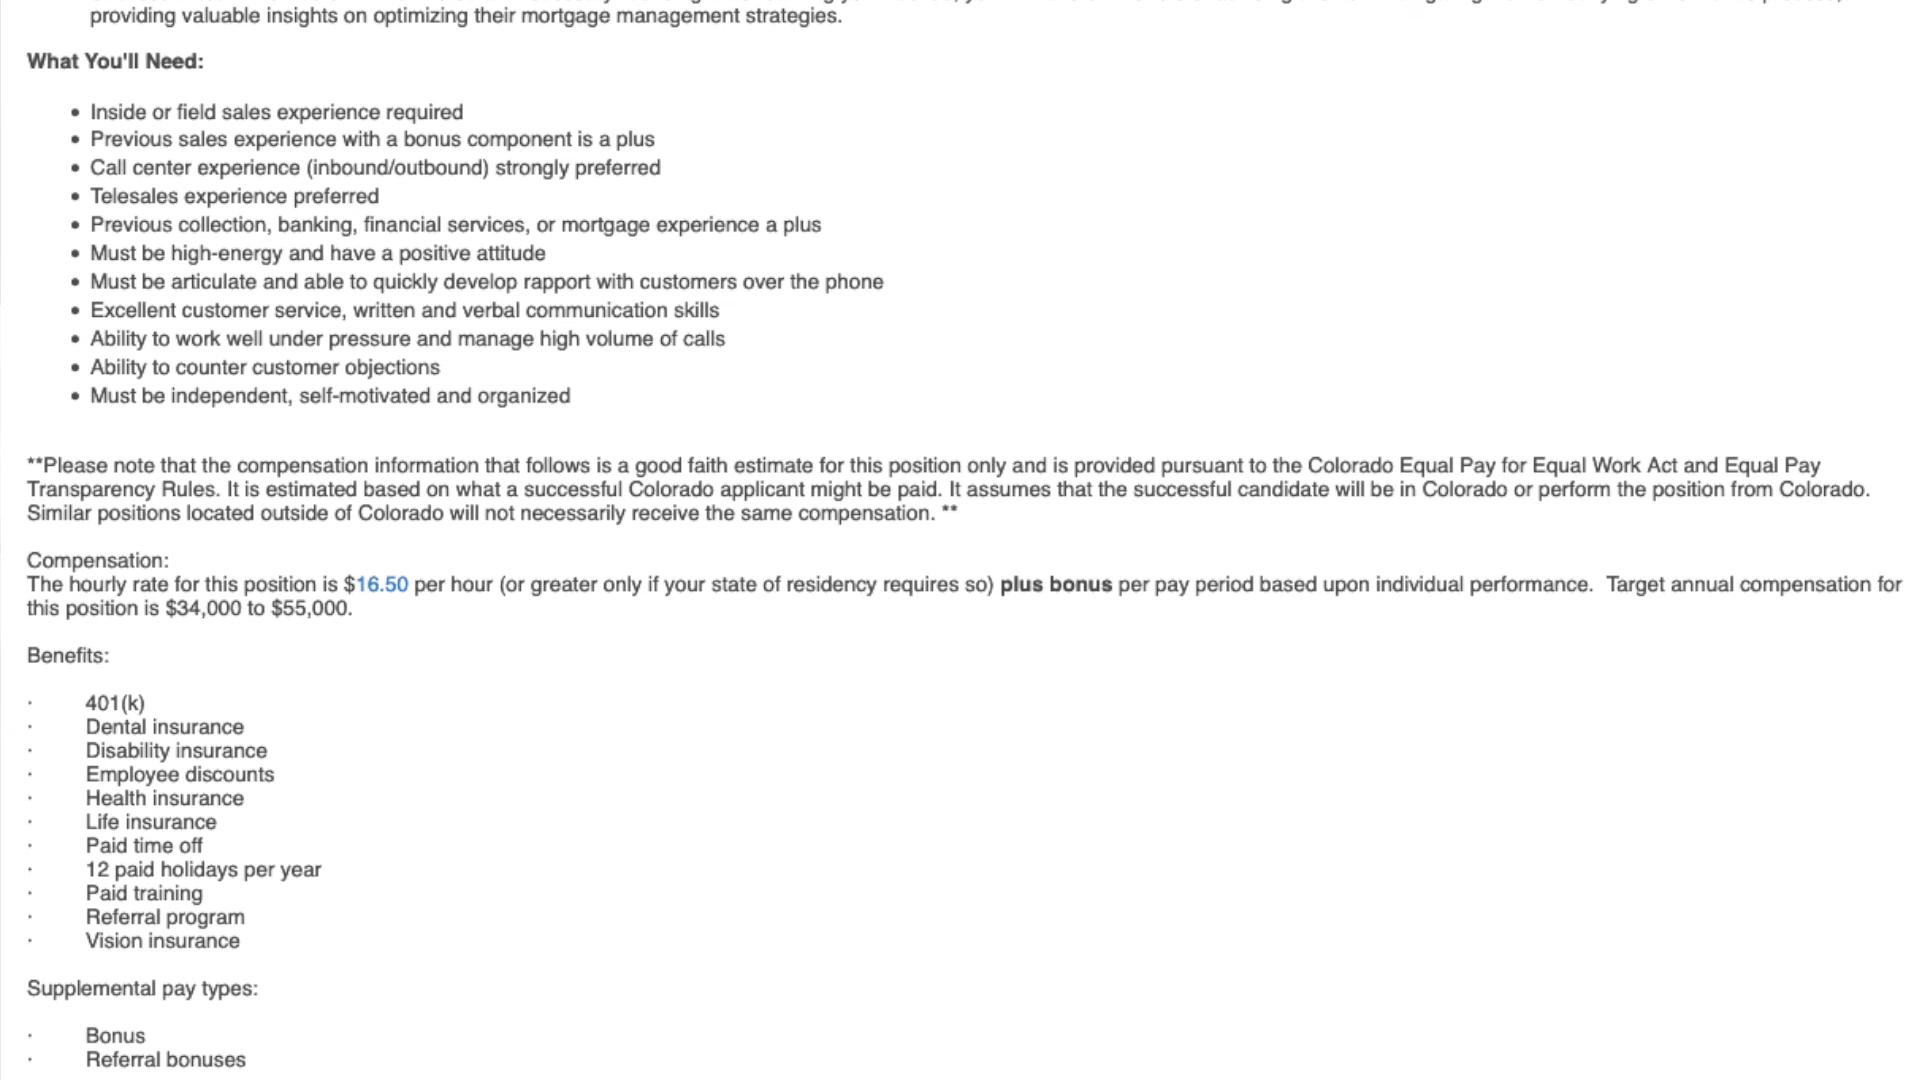 providing valuable insights on optimizing their mortgage management strategies.
What You'll Need:
• Inside or field sales experience required
• Previous sales experience with a bonus component is a plus
• Call center experience (inbound/outbound) strongly preferred
• Telesales experience preferred
• Previous collection, banking, financial services, or mortgage experience a plus
• Must be high-energy and have a positive attitude
• Must be articulate and able to quickly develop rapport with customers over the phone
• Excellent customer service, written and verbal communication skills
• Ability to work well under pressure and manage high volume of calls
• Ability to counter customer objections
• Must be independent, self-motivated and organized
**Please note that the compensation information that follows is a good faith estimate for this position only and is provided pursuant to the Colorado Equal Pay for Equal Work Act and Equal Pay
Transparency Rules. It is estimated based on what a successful Colorado applicant might be paid. It assumes that the successful candidate will be in Colorado or perform the position from Colorado.
Similar positions located outside of Colorado will not necessarily receive the same compensation. **
Compensation:
The hourly rate for this position is $16.50 per hour (or greater only if your state of residency requires so) plus bonus per pay period based upon individual performance.  Target annual compensation for
this position is $34,000 to $55,000.
Benefits:
· 401(k)
· Dental insurance
· Disability insurance
· Employee discounts
· Health insurance
· Life insurance
· Paid time off
· 12 paid holidays per year
· Paid training
· Referral program
· Vision insurance
Supplemental pay types:
· Bonus
· Referral bonuses